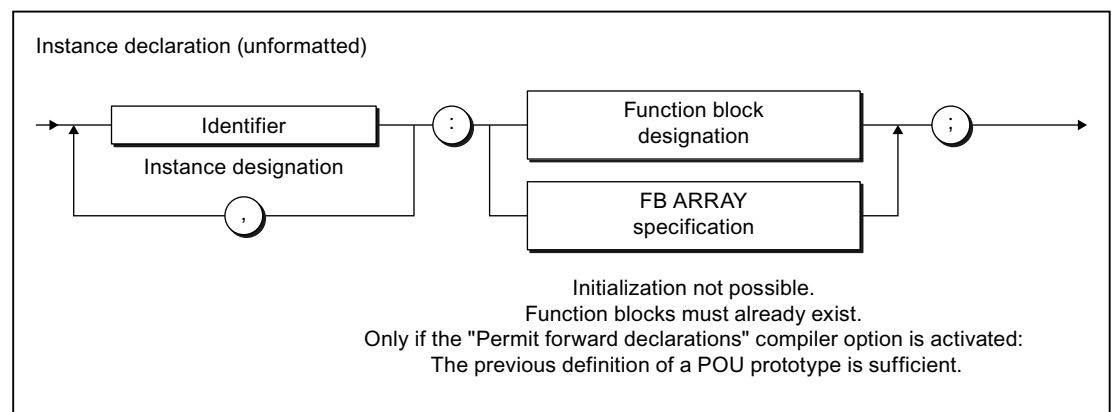 Instance declaration (unformatted)
Identifier
Instance designation
,
:
Function block
designation
FB ARRAY
specification
;
Initialization not possible.
Function blocks must already exist.
Only if the "Permit forward declarations" compiler option is activated:
The previous definition of a POU prototype is sufficient.